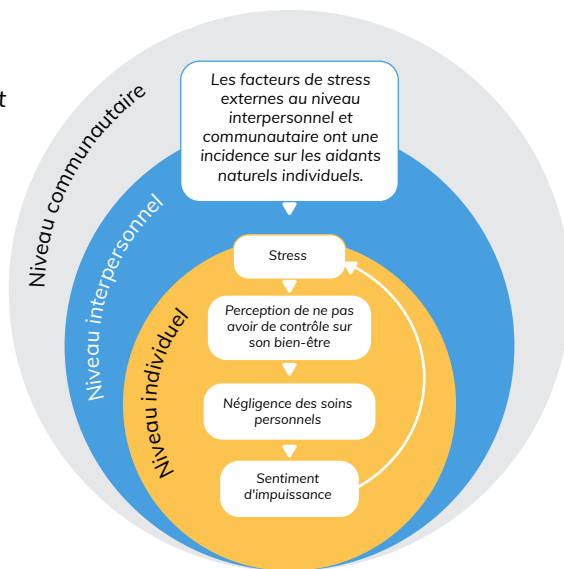 t
Niveau communautaire
Les facteurs de stress
externes au niveau
interpersonnel et
communautaire ont une
incidence sur les aidants
naturels individuels.
Niveau interpersonnel
Niveau individuel
Stress
Perception de ne pas
avoir de contrôle sur
son bien-être
Négligence des soins
personnels
Sentiment
d'impuissance